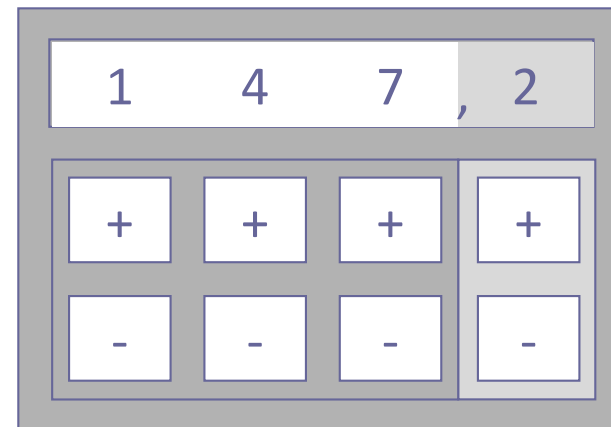 1 4 7 , 2
+ + + +
- - - -